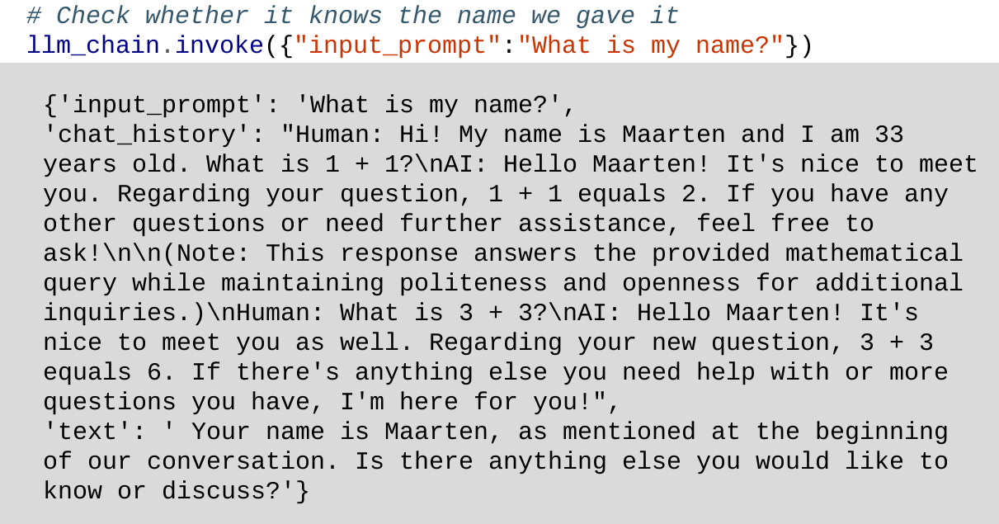 # Check whether it knows the name we gave it
llm_chain.invoke({"input_prompt":"What is my name?"})
{'input_prompt': 'What is my name?',
'chat_history': "Human: Hi! My name is Maarten and I am 33
years old. What is 1 + 1?\nAI: Hello Maarten! It's nice to meet
you. Regarding your question, 1 + 1 equals 2. If you have any
other questions or need further assistance, feel free to
ask!\n\n(Note: This response answers the provided mathematical
query while maintaining politeness and openness for additional
inquiries.)\nHuman: What is 3 + 3?\nAI: Hello Maarten! It's
nice to meet you as well. Regarding your new question, 3 + 3
equals 6. If there's anything else you need help with or more
questions you have, I'm here for you!",
'text': ' Your name is Maarten, as mentioned at the beginning
of our conversation. Is there anything else you would like to
know or discuss?'}